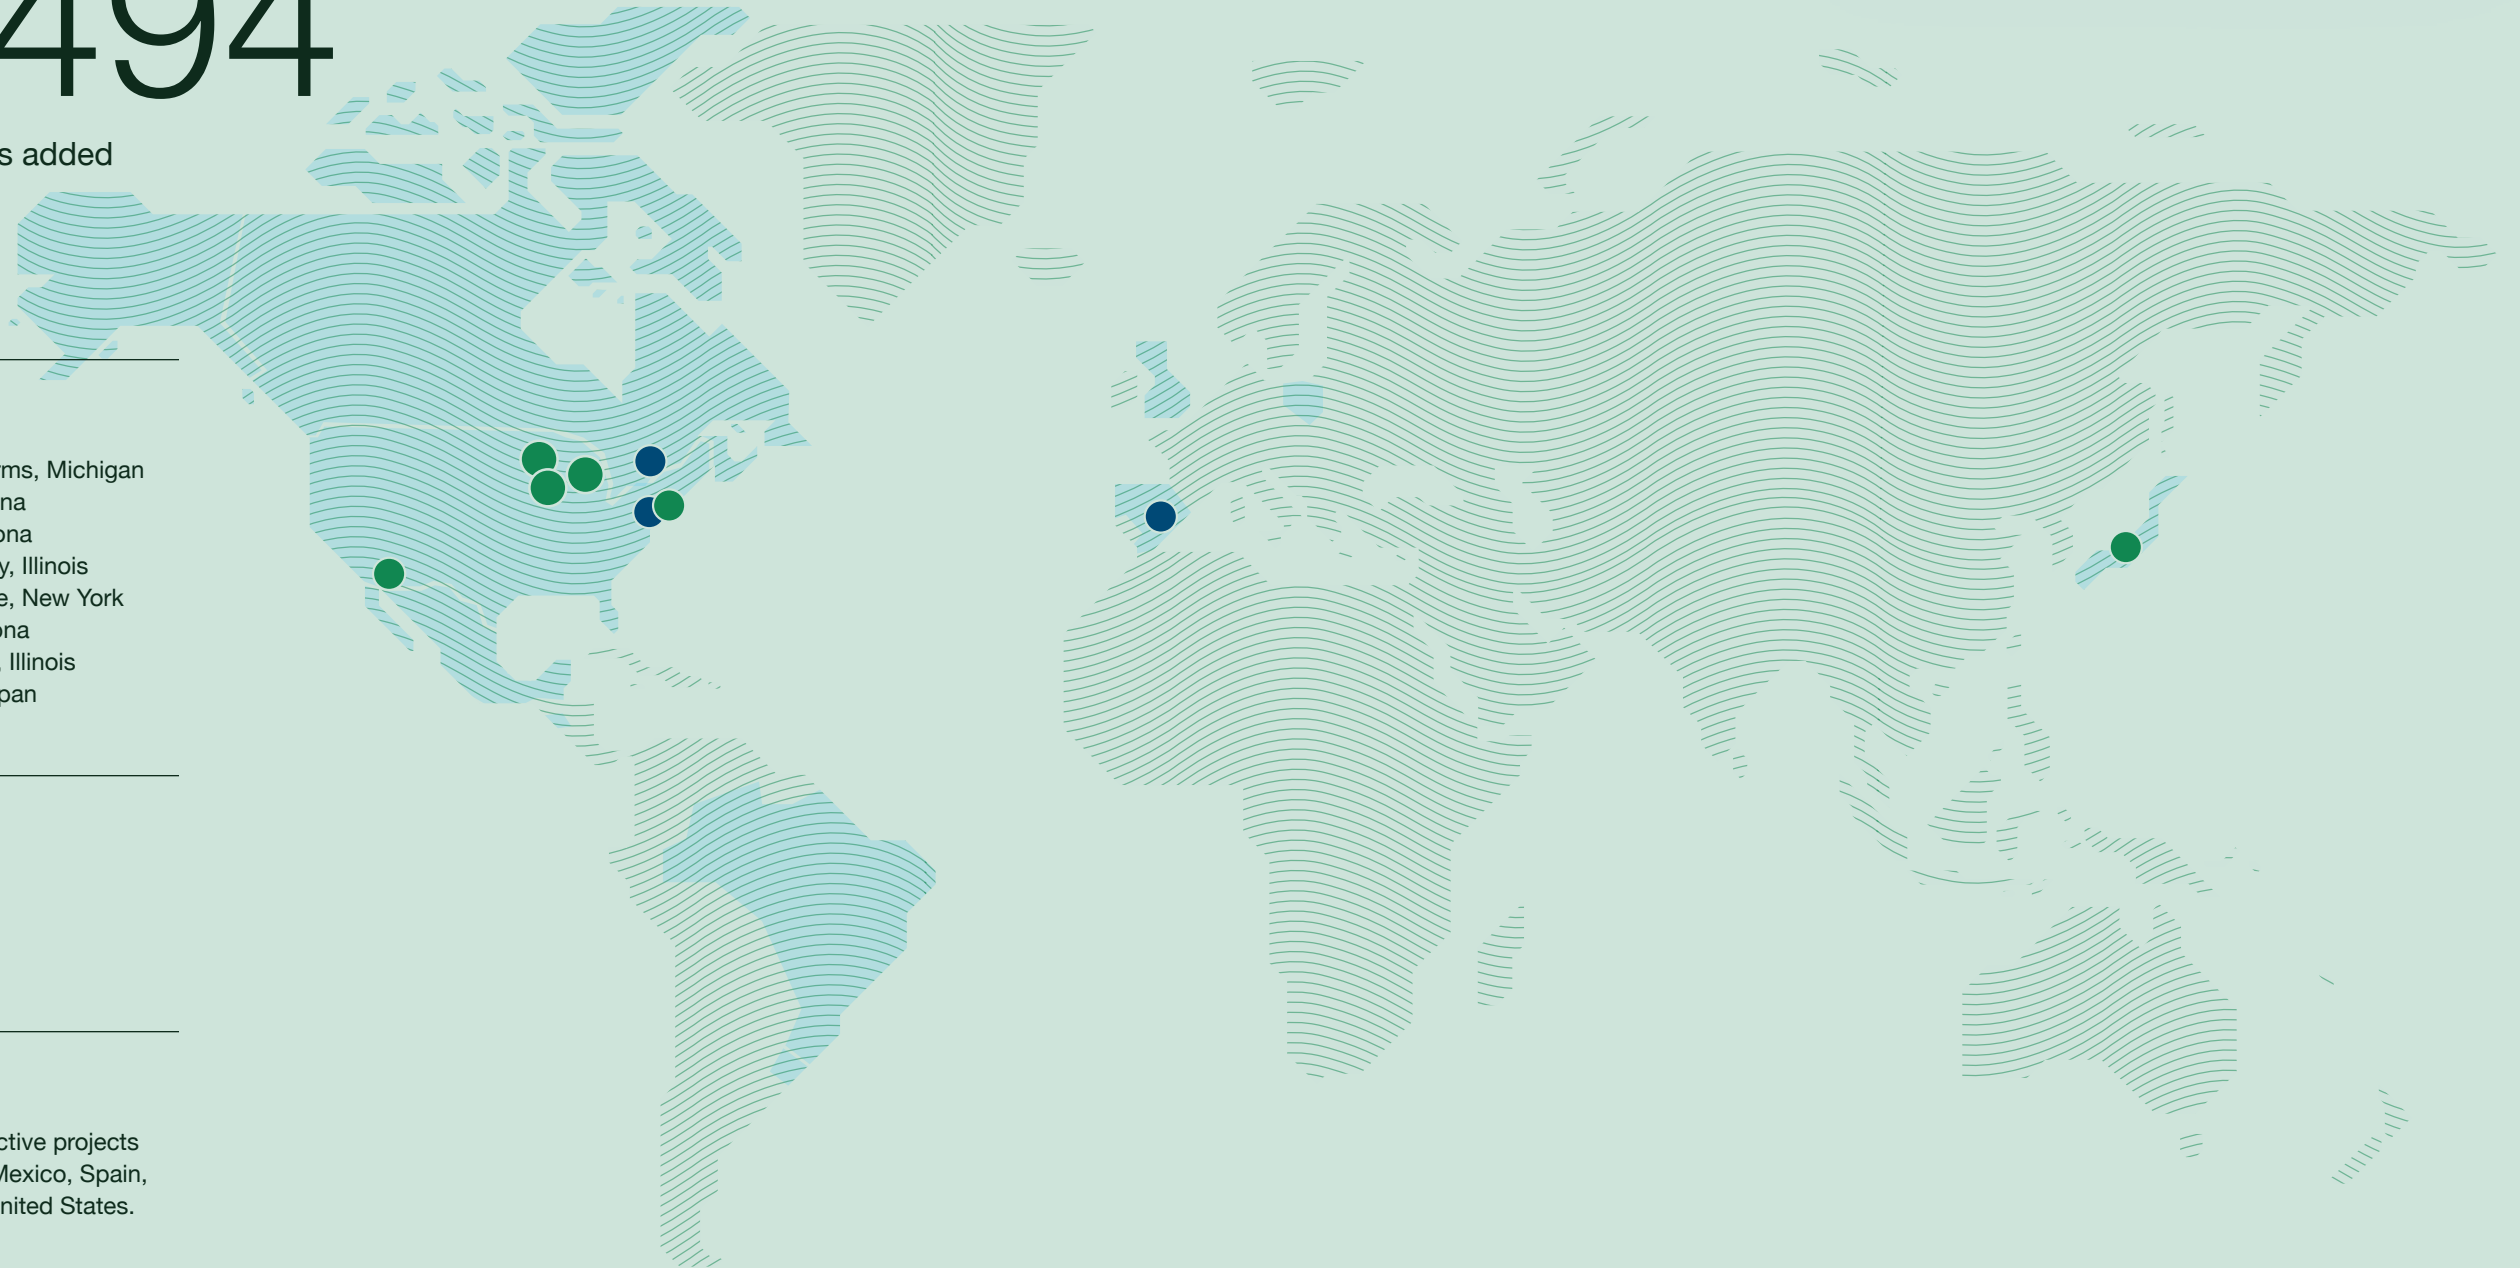 494
s added
rms, Michigan
na
ona
y, Illinois
e, New York
ona
, Illinois
pan
ctive projects
Mexico, Spain,
nited States.